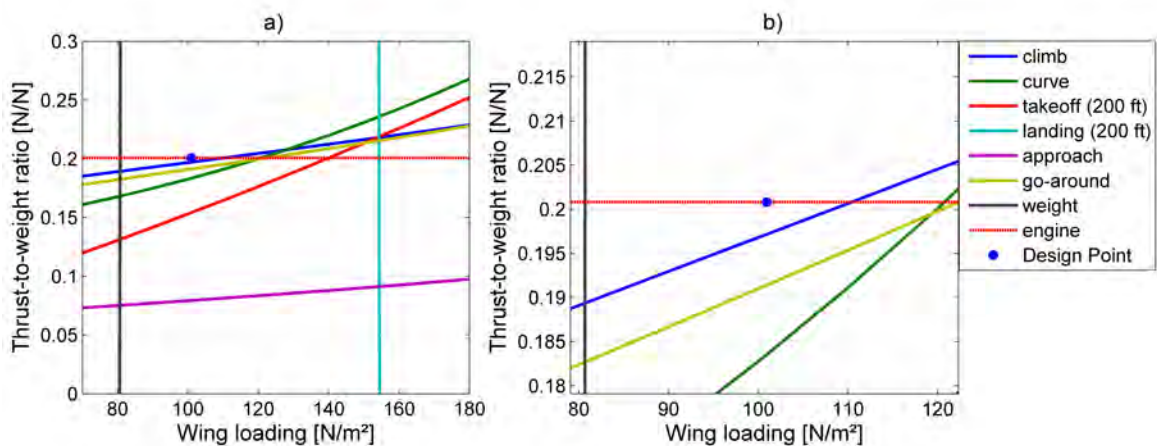 a)
Thrust-to-weight ratio [N/N]
0.3
0.25
0.2
0.15
0.1
0.05
0
80 100 120 140 160 180
Wing loading [N/m²]
b)
Thrust-to-weight ratio [N/N]
0.215
0.21
0.205
0.2
0.195
0.19
0.185
0.18
80 90 100 110 120
Wing loading [N/m²]
climb
curve
takeoff (200 ft)
landing (200 ft)
approach
go-around
weight
engine
Design Point